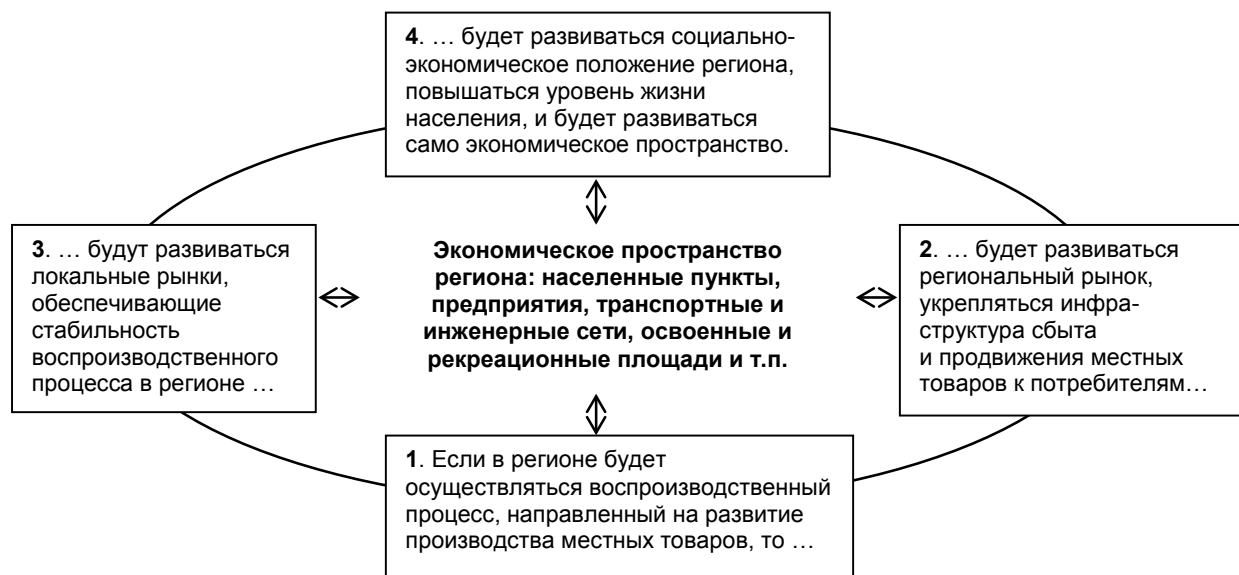 4. … будет развиваться социально-
экономическое положение региона,
повышаться уровень жизни
населения, и будет развиваться
само экономическое пространство.
3. … будут развиваться
локальные рынки,
обеспечивающие
стабильность
воспроизводственного
процесса в регионе …
Экономическое пространство
региона: населенные пункты,
предприятия, транспортные и
инженерные сети, освоенные и
рекреационные площади и т.п.
2. … будет развиваться
региональный рынок,
укрепляться инфра-
структура сбыта
и продвижения местных
товаров к потребителям…
1. Если в регионе будет
осуществляться воспроизводственный
процесс, направленный на развитие
производства местных товаров, то …